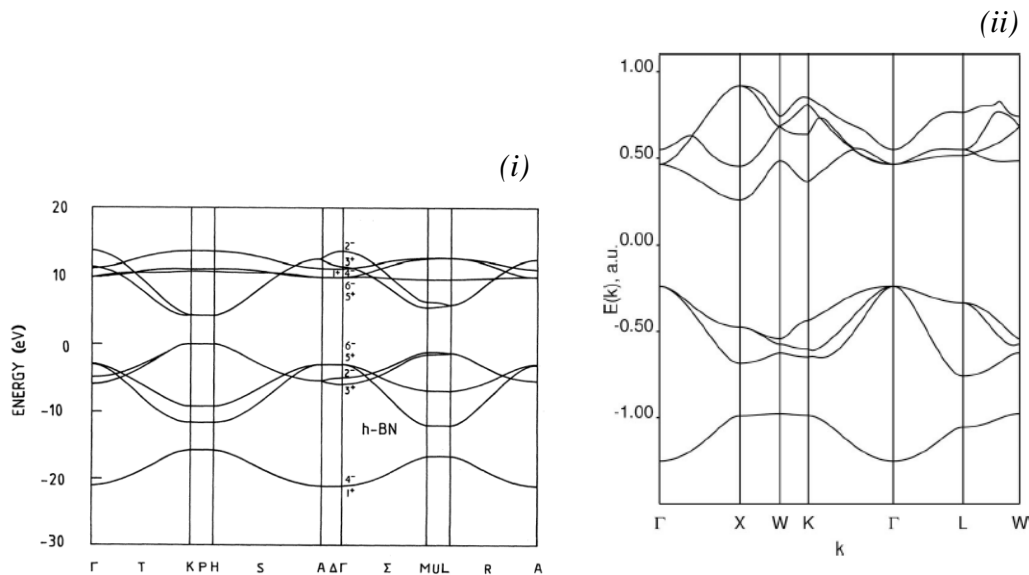 (i)
20
10
0
-10
-20
-30
ENERGY (eV)
2⁻
3⁺
1⁺ 4⁻
6⁻
5⁺
6⁻
5⁺
2⁻
3⁺
h-BN
4⁻
1⁺
Γ T K P H S A Δ Γ Σ M U L R A
(ii)
1.00
0.50
0.00
-0.50
-1.00
E(k), a.u.
Γ X W K Γ L W
k